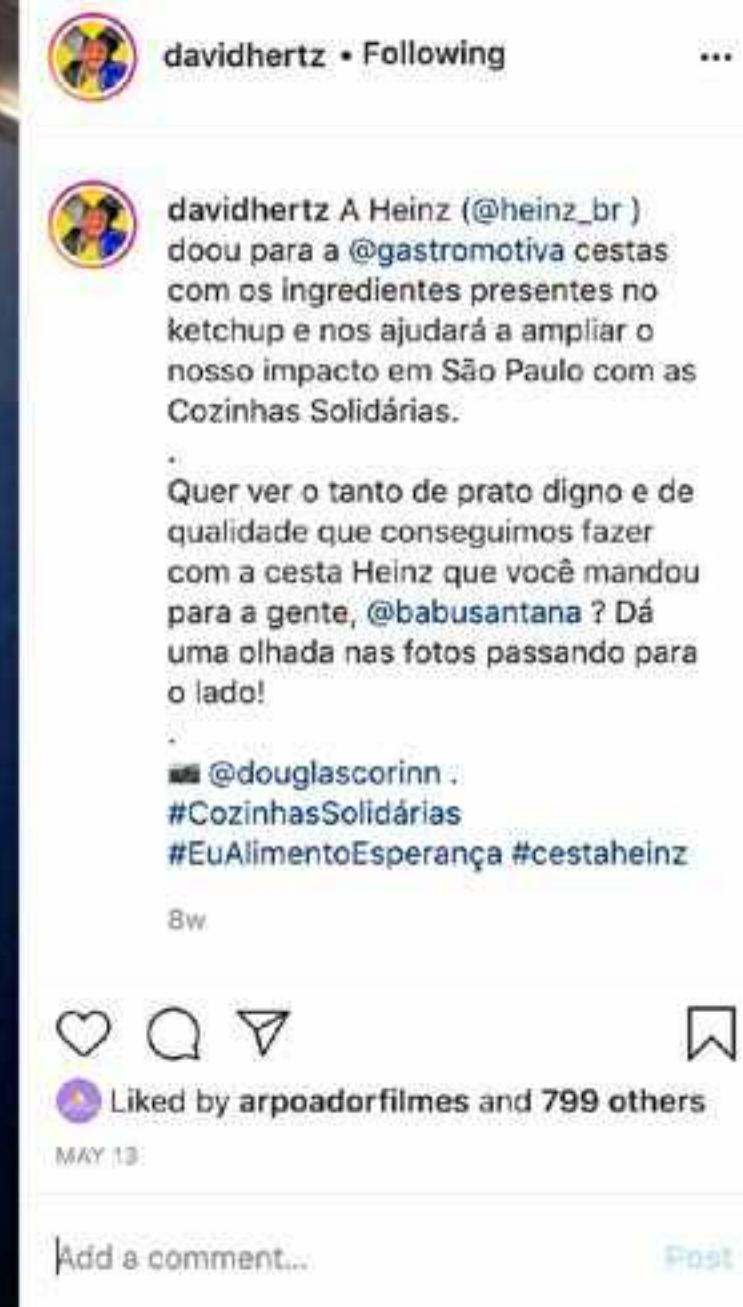 davidhertz • Following
davidhertz A Heinz (@heinz_br )
doou para a @gastromotiva cestas
com os ingredientes presentes no
ketchup e nos ajudará a ampliar o
nosso impacto em São Paulo com as
Cozinhas Solidárias.
.
Quer ver o tanto de prato digno e de
qualidade que conseguimos fazer
com a cesta Heinz que você mandou
para a gente, @babusantana ? Dá
uma olhada nas fotos passando para
o lado!
.
📷 @douglascorinn .
#CozinhasSolidárias
#EuAlimentoEsperança #cestaheinz
8w
Liked by arpoadorfilmes and 799 others
MAY 13
Add a comment...
Post